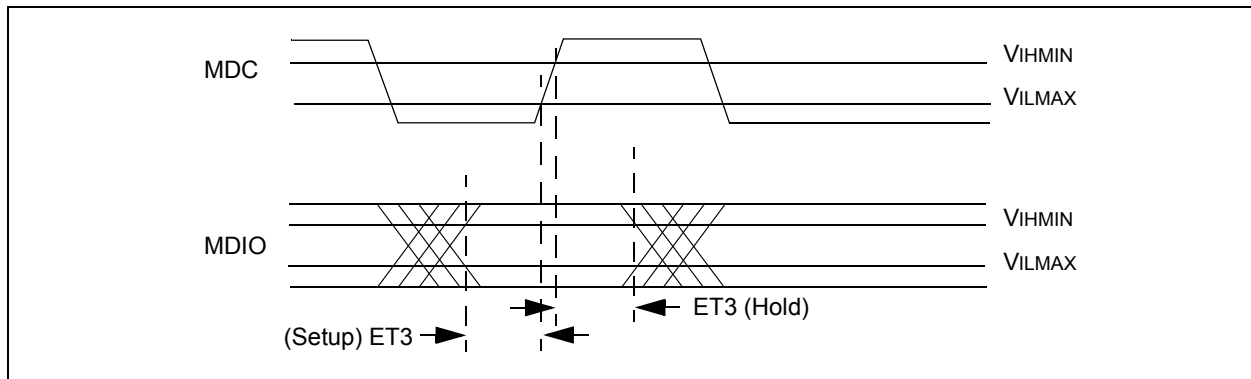 MDC
VIHMIN
VILMAX
MDIO
VIHMIN
VILMAX
ET3 (Hold)
(Setup) ET3